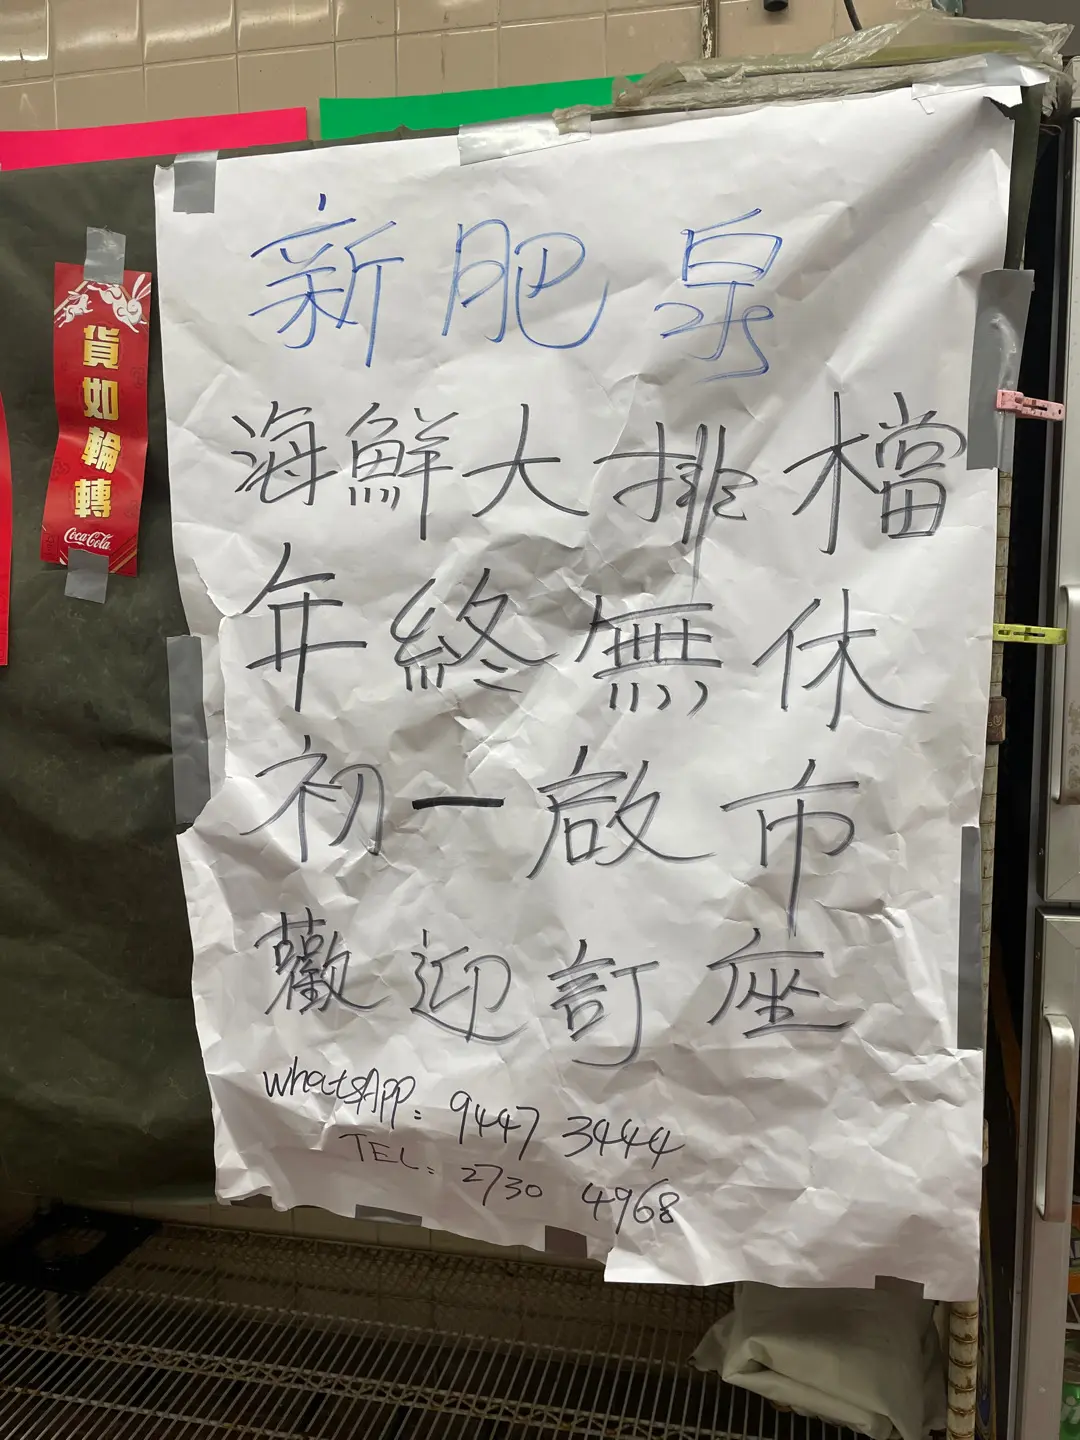 新肥泉
海鮮大排檔
年終無休
初一啟市
歡迎訂座
WhatsApp: 9447 3444
TEL: 2730 4968
貨如輪轉
Coca-Cola